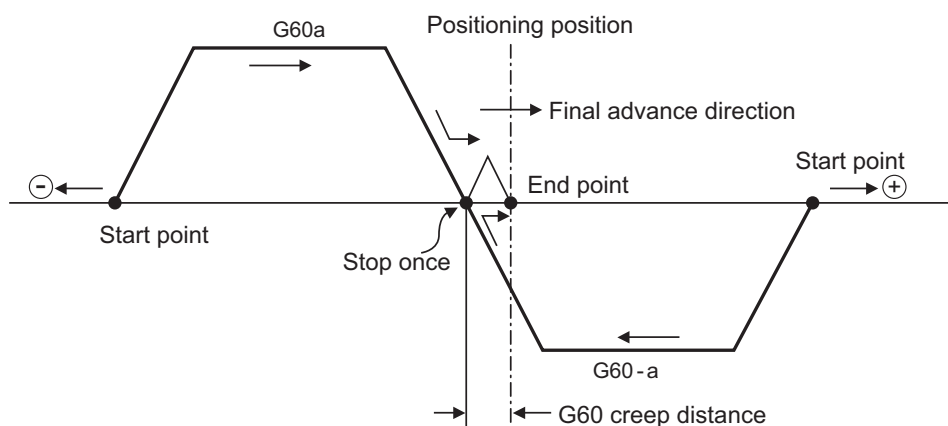 G60a
Positioning position
Final advance direction
Start point
⊖
⊕
End point
Start point
Stop once
G60-a
G60 creep distance